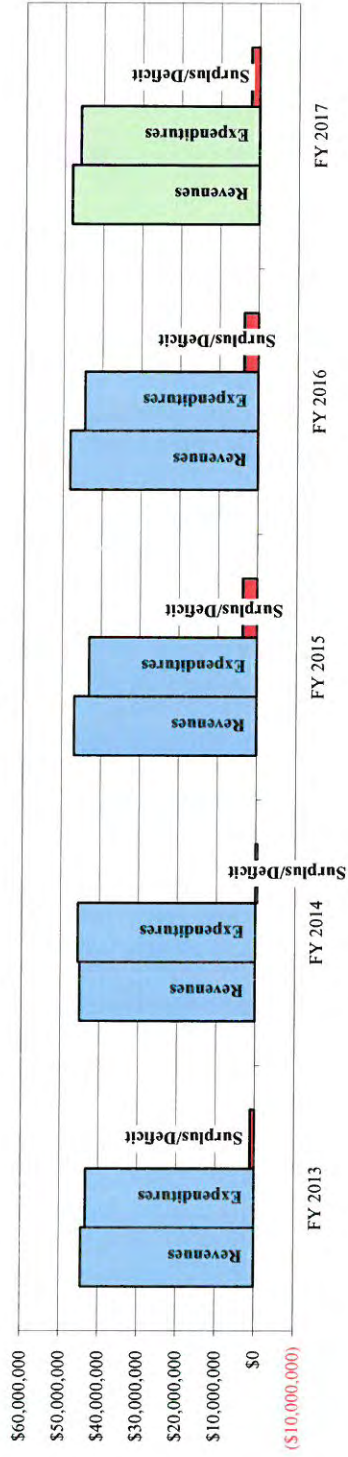 $60,000,000
$50,000,000
$40,000,000
$30,000,000
$20,000,000
$10,000,000
$0
($10,000,000)
Revenues
Expenditures
Surplus/Deficit
FY 2013
Revenues
Expenditures
Surplus/Deficit
FY 2014
Revenues
Expenditures
Surplus/Deficit
FY 2015
Revenues
Expenditures
Surplus/Deficit
FY 2016
Revenues
Expenditures
Surplus/Deficit
FY 2017